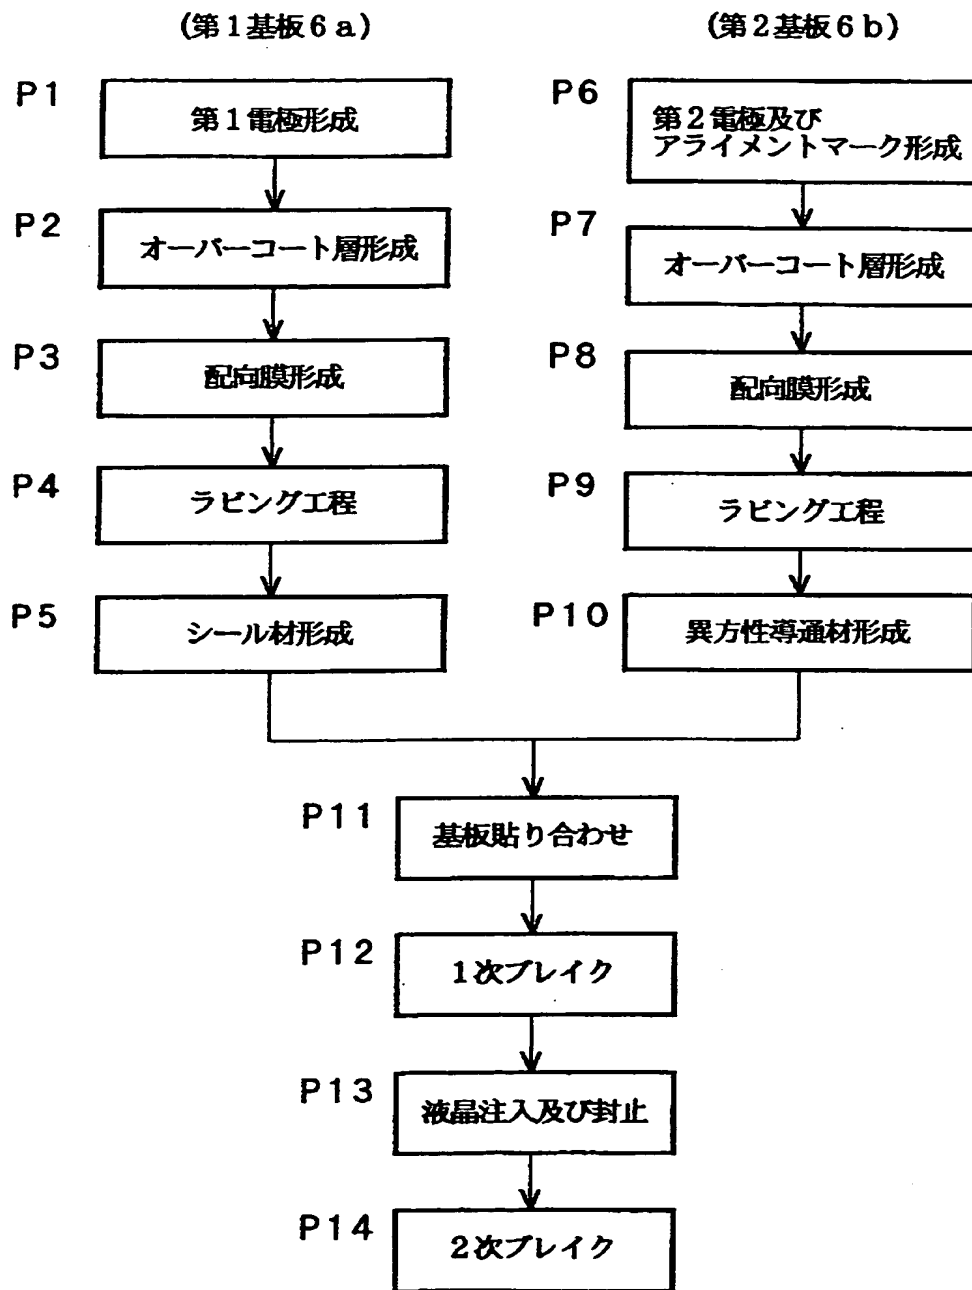 (第1基板6a)
P1
第1電極形成
P2
オーバーコート層形成
P3
配向膜形成
P4
ラビング工程
P5
シール材形成
(第2基板6b)
P6
第2電極及び
アライメントマーク形成
P7
オーバーコート層形成
P8
配向膜形成
P9
ラビング工程
P10
異方性導通材形成
P11
基板貼り合わせ
P12
1次ブレイク
P13
液晶注入及び封止
P14
2次ブレイク